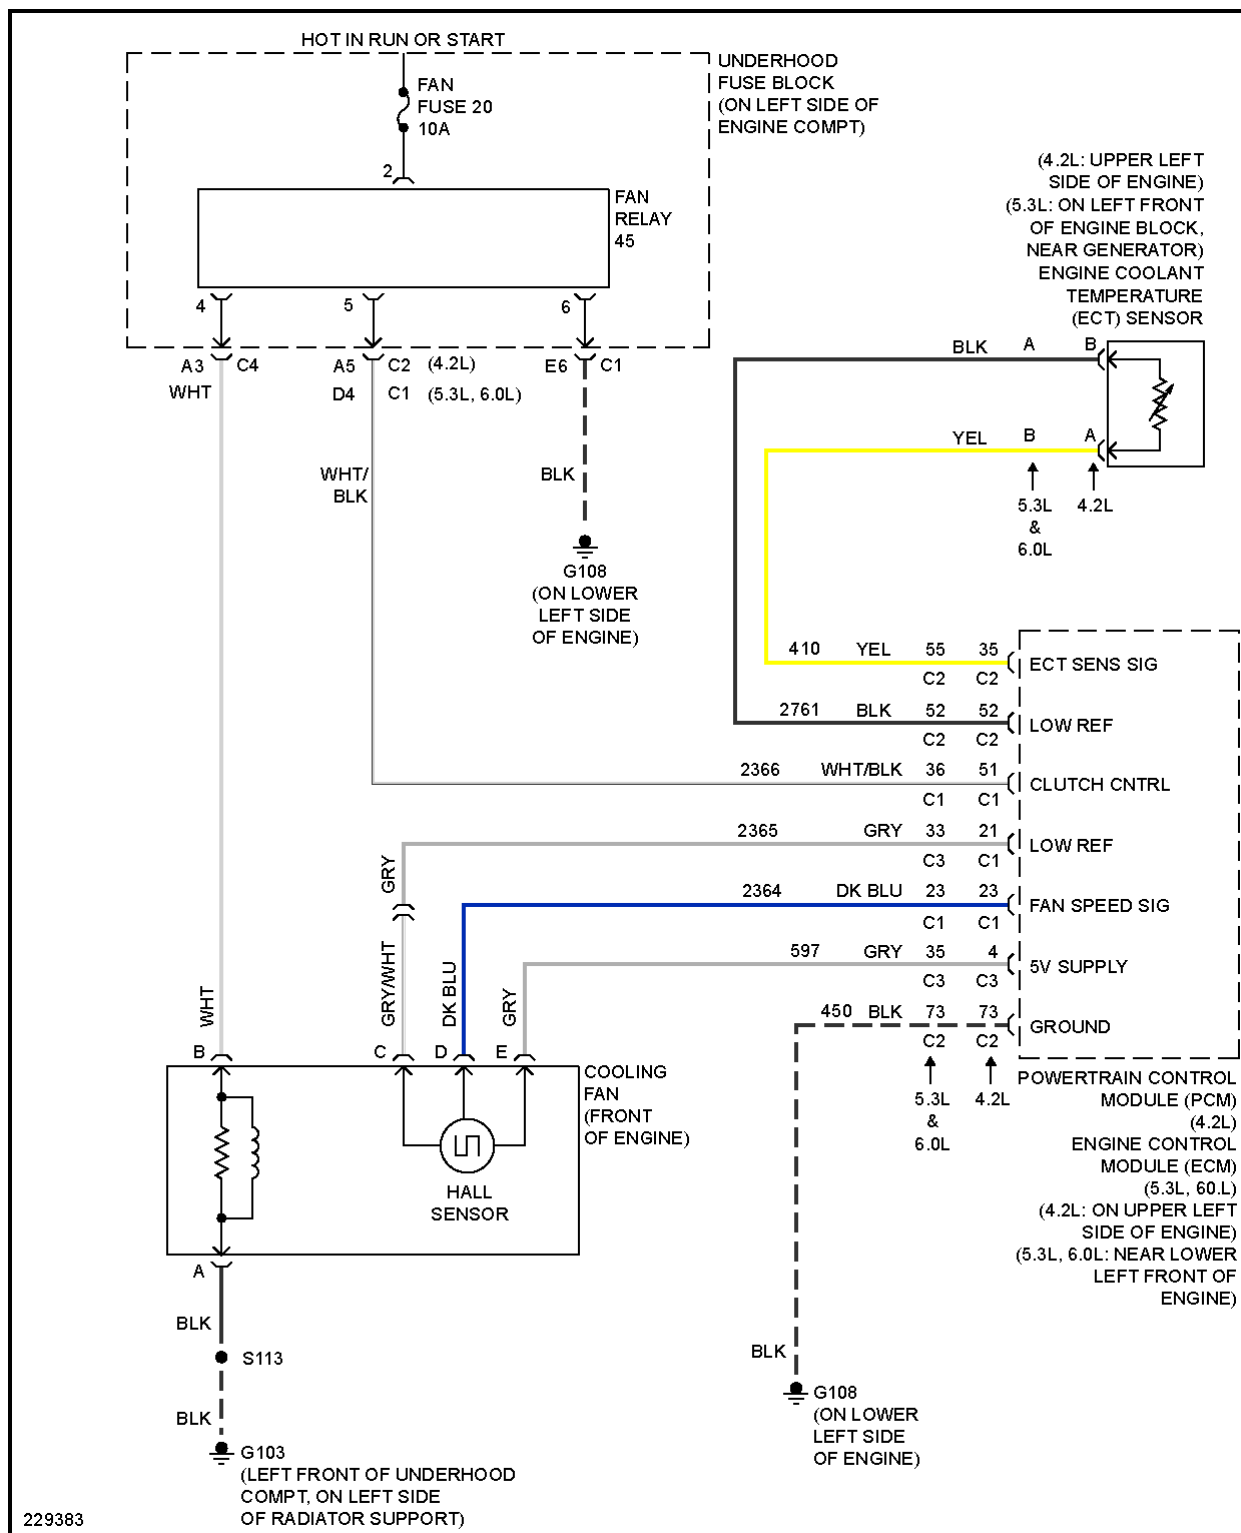 HOT IN RUN OR START
UNDERHOOD
FUSE BLOCK
(ON LEFT SIDE OF
ENGINE COMPT)
FAN
FUSE 20
10A
2
FAN
RELAY
45
4
5
6
A3 C4
WHT
A5 C2 (4.2L)
D4 C1 (5.3L, 6.0L)
E6 C1
WHT/
BLK
BLK
G108
(ON LOWER
LEFT SIDE
OF ENGINE)
(4.2L: UPPER LEFT
SIDE OF ENGINE)
(5.3L: ON LEFT FRONT
OF ENGINE BLOCK,
NEAR GENERATOR)
ENGINE COOLANT
TEMPERATURE
(ECT) SENSOR
BLK A B
YEL B A
5.3L
&
6.0L
4.2L
410 YEL 55 35
C2 C2
ECT SENS SIG
2761 BLK 52 52
C2 C2
LOW REF
2366 WHT/BLK 36 51
C1 C1
CLUTCH CNTRL
2365 GRY 33 21
C3 C1
LOW REF
2364 DK BLU 23 23
C1 C1
FAN SPEED SIG
597 GRY 35 4
C3 C3
5V SUPPLY
450 BLK 73 73
C2 C2
GROUND
5.3L
&
6.0L
4.2L
POWERTRAIN CONTROL
MODULE (PCM)
(4.2L)
ENGINE CONTROL
MODULE (ECM)
(5.3L, 60.L)
(4.2L: ON UPPER LEFT
SIDE OF ENGINE)
(5.3L, 6.0L: NEAR LOWER
LEFT FRONT OF
ENGINE)
GRY
GRY/WHT
WHT
DK BLU
GRY
B
C
D
E
COOLING
FAN
(FRONT
OF ENGINE)
HALL
SENSOR
A
BLK
S113
BLK
G103
(LEFT FRONT OF UNDERHOOD
COMPT, ON LEFT SIDE
OF RADIATOR SUPPORT)
BLK
G108
(ON LOWER
LEFT SIDE
OF ENGINE)
229383